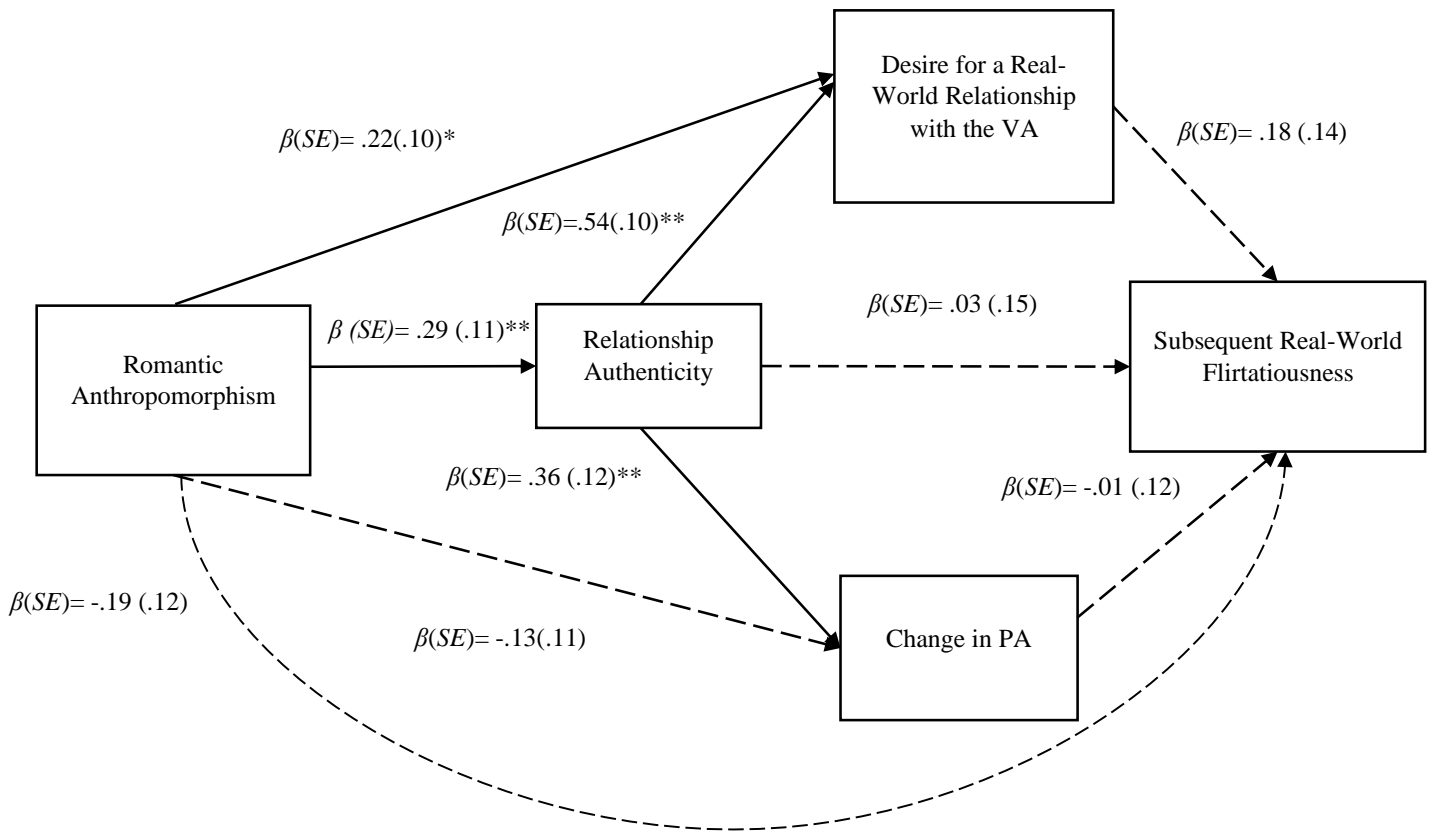 Desire for a Real-
World Relationship
with the VA
β(SE)= .18 (.14)
β(SE)= .22(.10)*
β(SE)=.54(.10)**
β(SE)= .03 (.15)
β (SE)= .29 (.11)**
Romantic
Anthropomorphism
Relationship
Authenticity
Subsequent Real-World
Flirtatiousness
β(SE)= .36 (.12)**
β(SE)= -.01 (.12)
β(SE)= -.19 (.12)
β(SE)= -.13(.11)
Change in PA